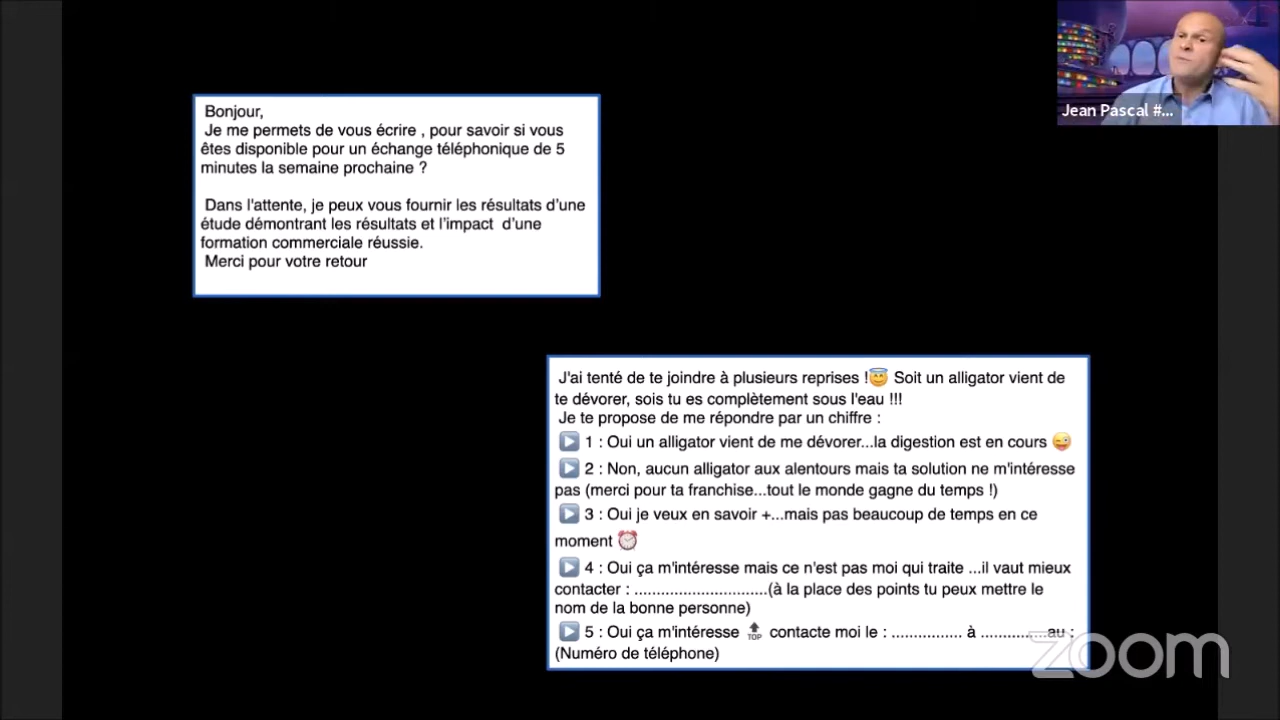 Bonjour,
Je me permets de vous écrire , pour savoir si vous
êtes disponible pour un échange téléphonique de 5
minutes la semaine prochaine ?
Dans l'attente, je peux vous fournir les résultats d'une
étude démontrant les résultats et l'impact d'une
formation commerciale réussie.
Merci pour votre retour
Jean Pascal #...
J'ai tenté de te joindre à plusieurs reprises !😇 Soit un alligator vient de
te dévorer, sois tu es complètement sous l'eau !!!
Je te propose de me répondre par un chiffre :
▶️ 1 : Oui un alligator vient de me dévorer...la digestion est en cours 😜
▶️ 2 : Non, aucun alligator aux alentours mais ta solution ne m'intéresse
pas (merci pour ta franchise...tout le monde gagne du temps !)
▶️ 3 : Oui je veux en savoir +...mais pas beaucoup de temps en ce
moment ⏰
▶️ 4 : Oui ça m'intéresse mais ce n'est pas moi qui traite ...il vaut mieux
contacter : ..............................(à la place des points tu peux mettre le
nom de la bonne personne)
▶️ 5 : Oui ça m'intéresse 🔝 contacte moi le : ................ à ...............au :
(Numéro de téléphone)
zoom